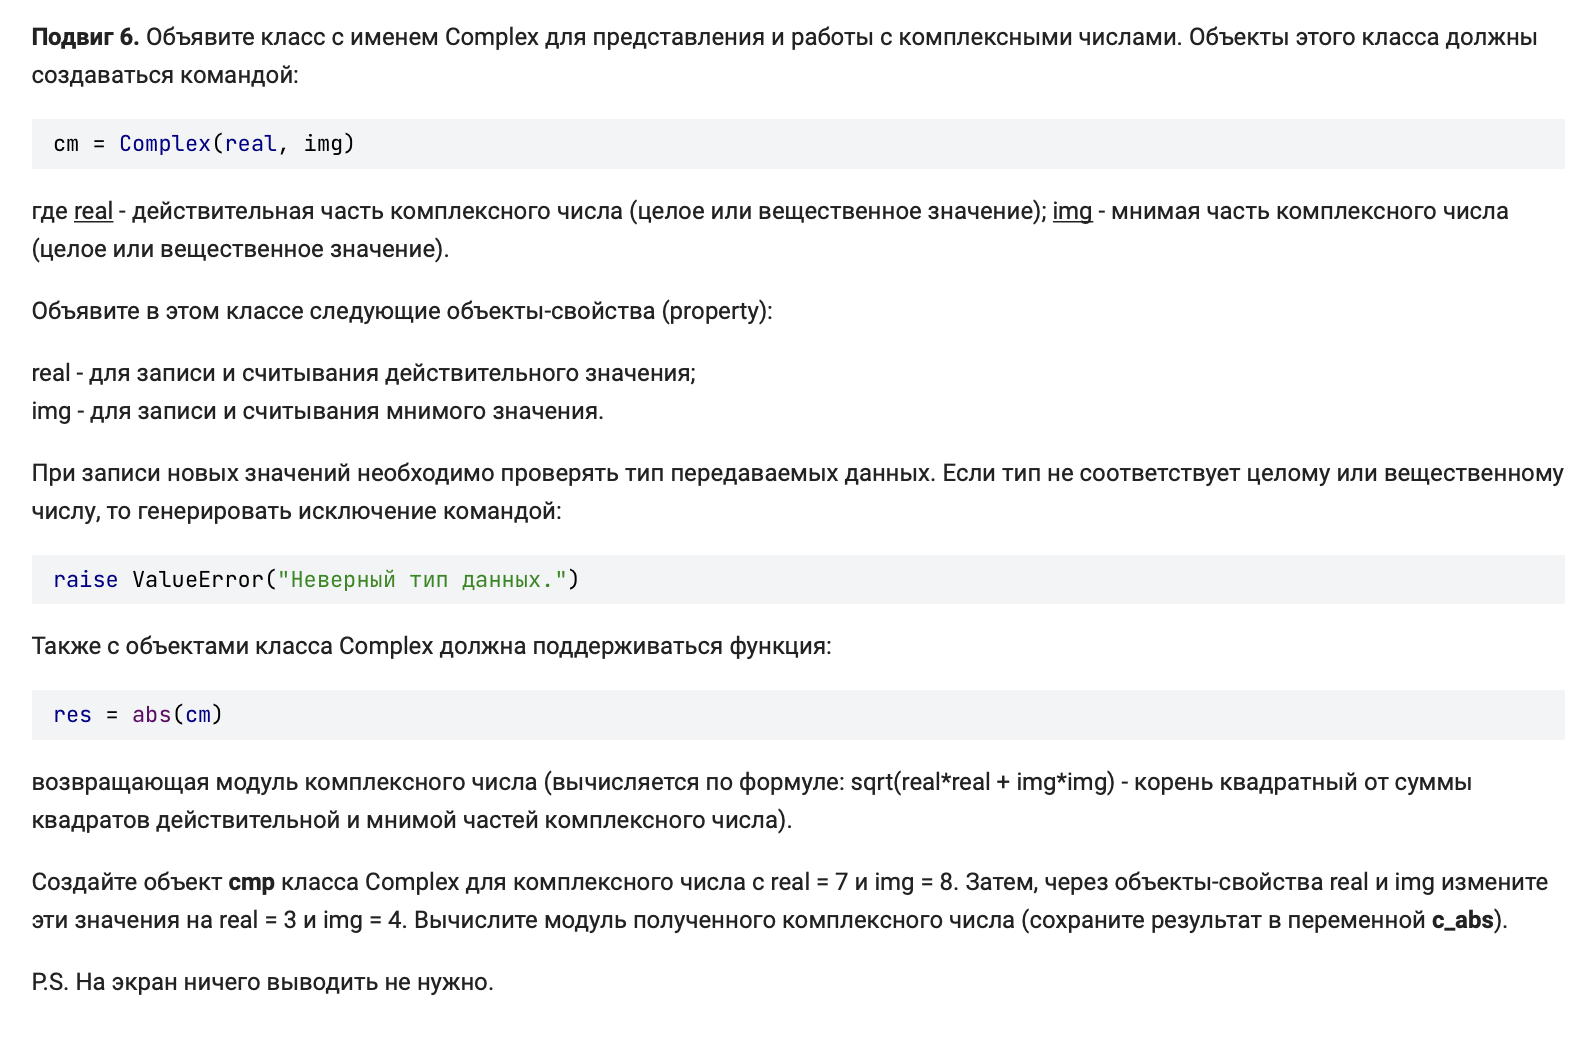 Подвиг 6. Объявите класс с именем Complex для представления и работы с комплексными числами. Объекты этого класса должны
создаваться командой:
cm = Complex(real, img)
где real - действительная часть комплексного числа (целое или вещественное значение); img - мнимая часть комплексного числа
(целое или вещественное значение).
Объявите в этом классе следующие объекты-свойства (property):
real - для записи и считывания действительного значения;
img - для записи и считывания мнимого значения.
При записи новых значений необходимо проверять тип передаваемых данных. Если тип не соответствует целому или вещественному
числу, то генерировать исключение командой:
raise ValueError("Неверный тип данных.")
Также с объектами класса Complex должна поддерживаться функция:
res = abs(cm)
возвращающая модуль комплексного числа (вычисляется по формуле: sqrt(real*real + img*img) - корень квадратный от суммы
квадратов действительной и мнимой частей комплексного числа).
Создайте объект cmp класса Complex для комплексного числа с real = 7 и img = 8. Затем, через объекты-свойства real и img измените
эти значения на real = 3 и img = 4. Вычислите модуль полученного комплексного числа (сохраните результат в переменной c_abs).
P.S. На экран ничего выводить не нужно.